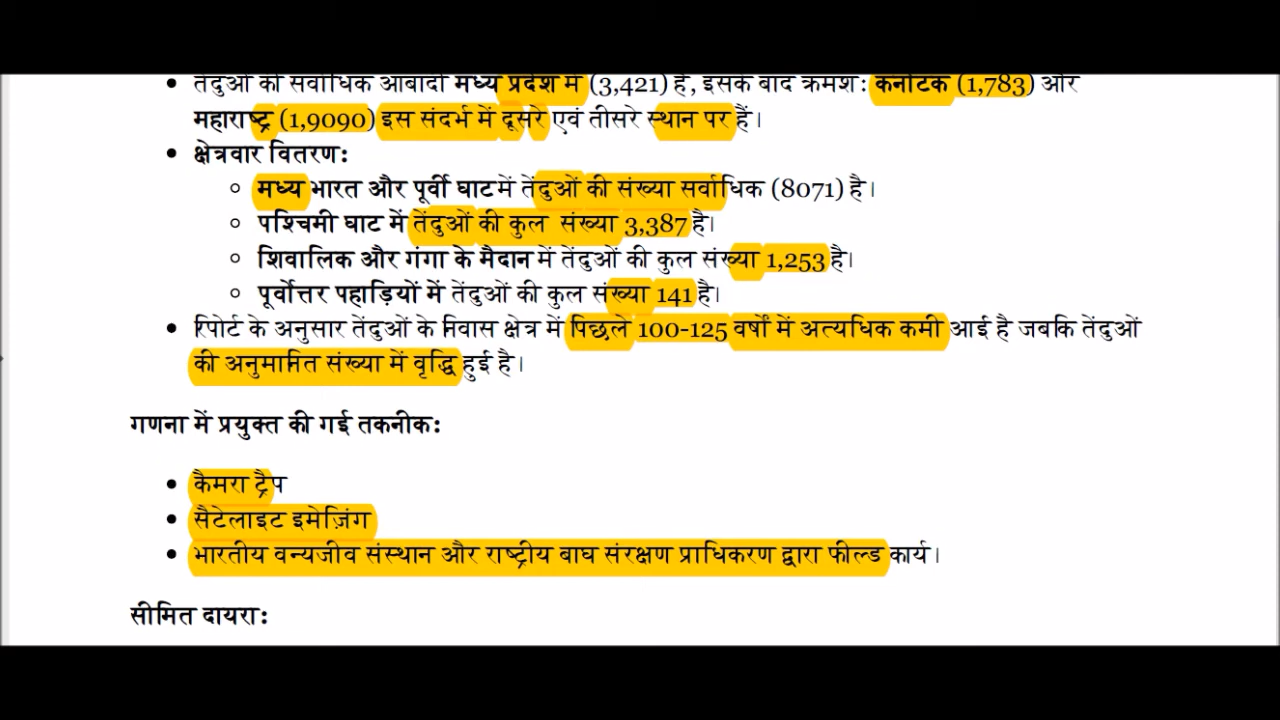 तेंदुओं की सर्वाधिक आबादी मध्य प्रदेश में (3,421) है, इसके बाद क्रमश: कर्नाटक (1,783) और
महाराष्ट्र (1,9090) इस संदर्भ में दूसरे एवं तीसरे स्थान पर हैं।
क्षेत्रवार वितरण:
मध्य भारत और पूर्वी घाट में तेंदुओं की संख्या सर्वाधिक (8071) है।
पश्चिमी घाट में तेंदुओं की कुल संख्या 3,387 है।
शिवालिक और गंगा के मैदान में तेंदुओं की कुल संख्या 1,253 है।
पूर्वोत्तर पहाड़ियों में तेंदुओं की कुल संख्या 141 है।
रिपोर्ट के अनुसार तेंदुओं के निवास क्षेत्र में पिछले 100-125 वर्षों में अत्यधिक कमी आई है जबकि तेंदुओं
की अनुमानित संख्या में वृद्धि हुई है।
गणना में प्रयुक्त की गई तकनीक:
कैमरा ट्रैप
सैटेलाइट इमेज़िंग
भारतीय वन्यजीव संस्थान और राष्ट्रीय बाघ संरक्षण प्राधिकरण द्वारा फील्ड कार्य।
सीमित दायरा: